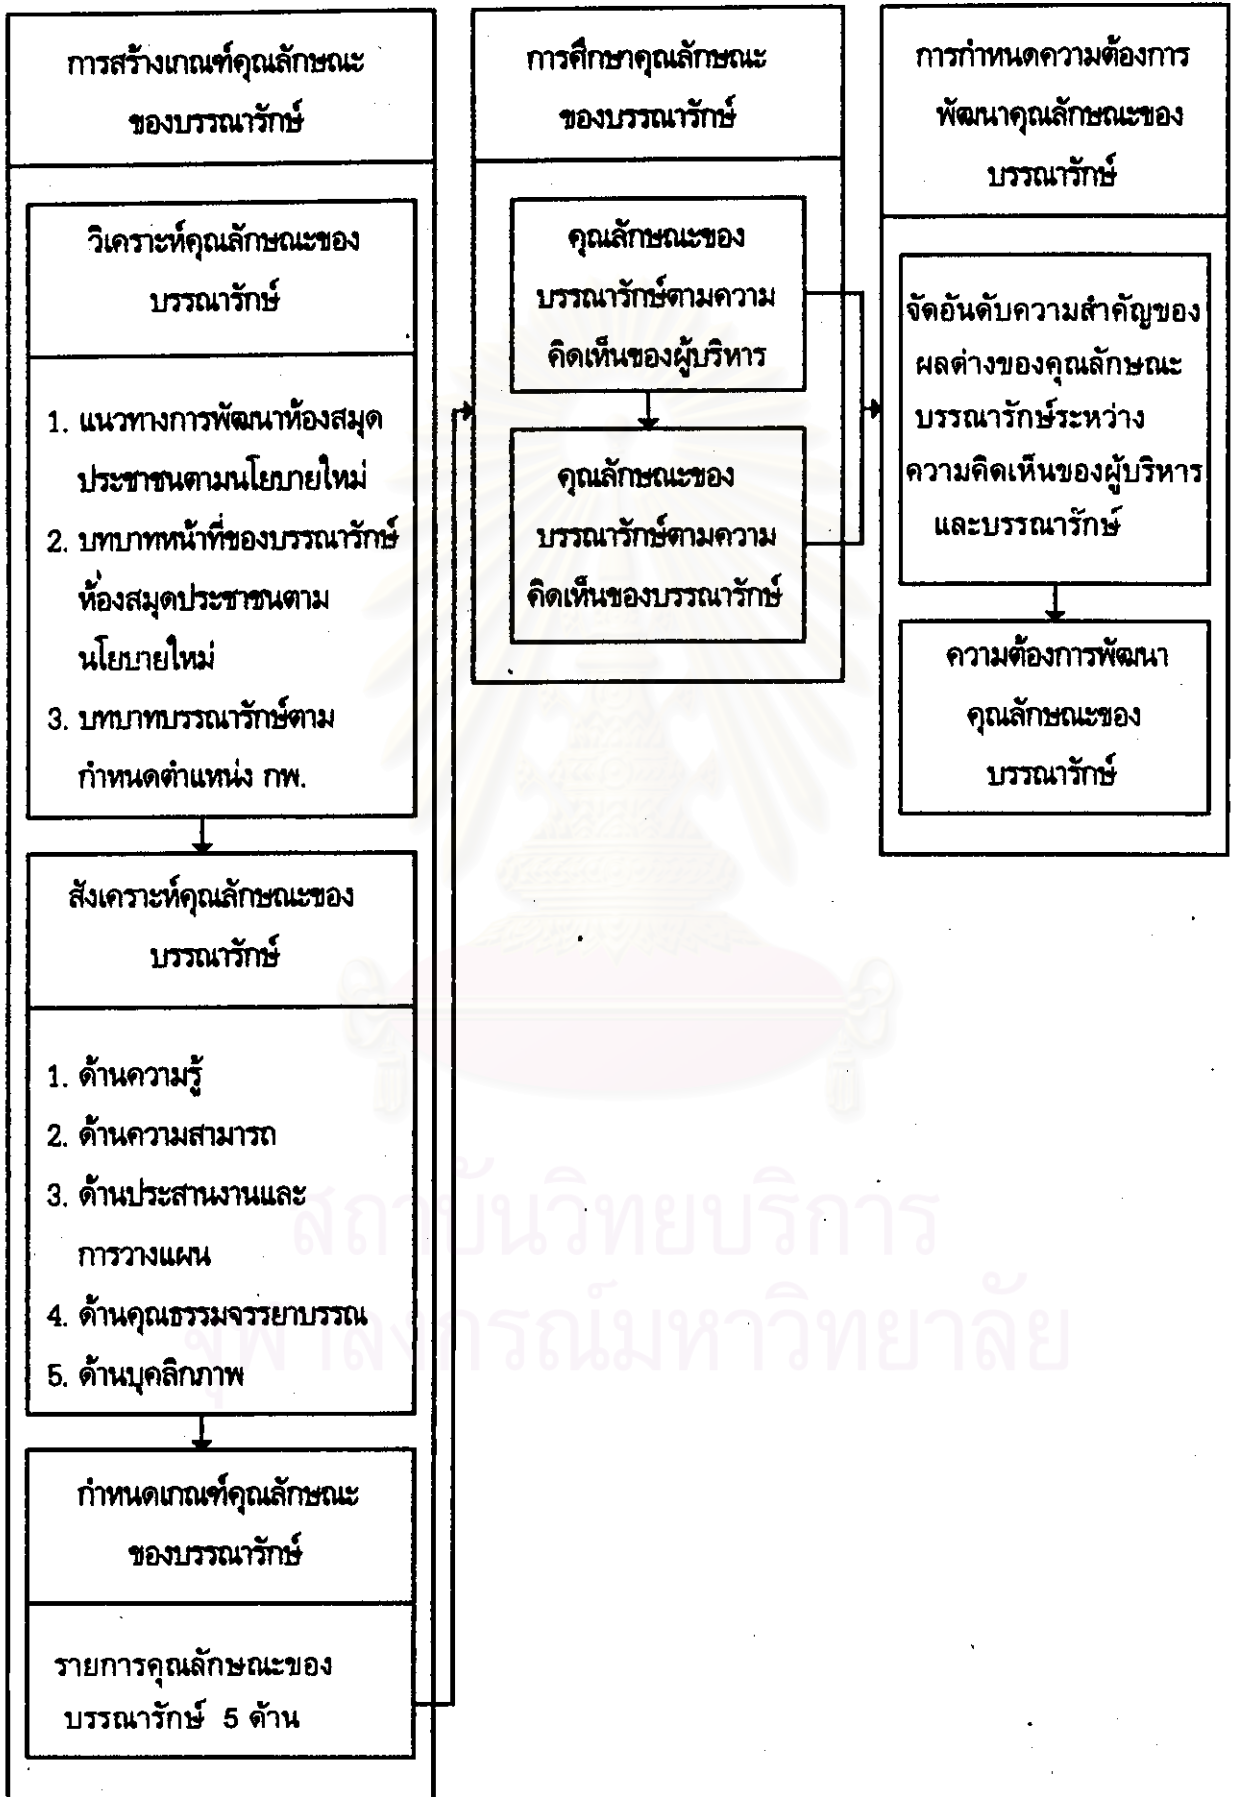 การสร้างเกณฑ์คุณลักษณะ
ของบรรณารักษ์
วิเคราะห์คุณลักษณะของ
บรรณารักษ์
1. แนวทางการพัฒนาห้องสมุด
ประชาชนตามนโยบายใหม่
2. บทบาทหน้าที่ของบรรณารักษ์
ห้องสมุดประชาชนตาม
นโยบายใหม่
3. บทบาทบรรณารักษ์ตาม
กำหนดตำแหน่ง กพ.
สังเคราะห์คุณลักษณะของ
บรรณารักษ์
1. ด้านความรู้
2. ด้านความสามารถ
3. ด้านประสานงานและ
การวางแผน
4. ด้านคุณธรรมจรรยาบรรณ
5. ด้านบุคลิกภาพ
กำหนดเกณฑ์คุณลักษณะ
ของบรรณารักษ์
รายการคุณลักษณะของ
บรรณารักษ์ 5 ด้าน
การศึกษาคุณลักษณะ
ของบรรณารักษ์
คุณลักษณะของ
บรรณารักษ์ตามความ
คิดเห็นของผู้บริหาร
คุณลักษณะของ
บรรณารักษ์ตามความ
คิดเห็นของบรรณารักษ์
การกำหนดความต้องการ
พัฒนาคุณลักษณะของ
บรรณารักษ์
จัดอันดับความสำคัญของ
ผลต่างของคุณลักษณะ
บรรณารักษ์ระหว่าง
ความคิดเห็นของผู้บริหาร
และบรรณารักษ์
ความต้องการพัฒนา
คุณลักษณะของ
บรรณารักษ์
สถาบันวิทยบริการ
จุฬาลงกรณ์มหาวิทยาลัย